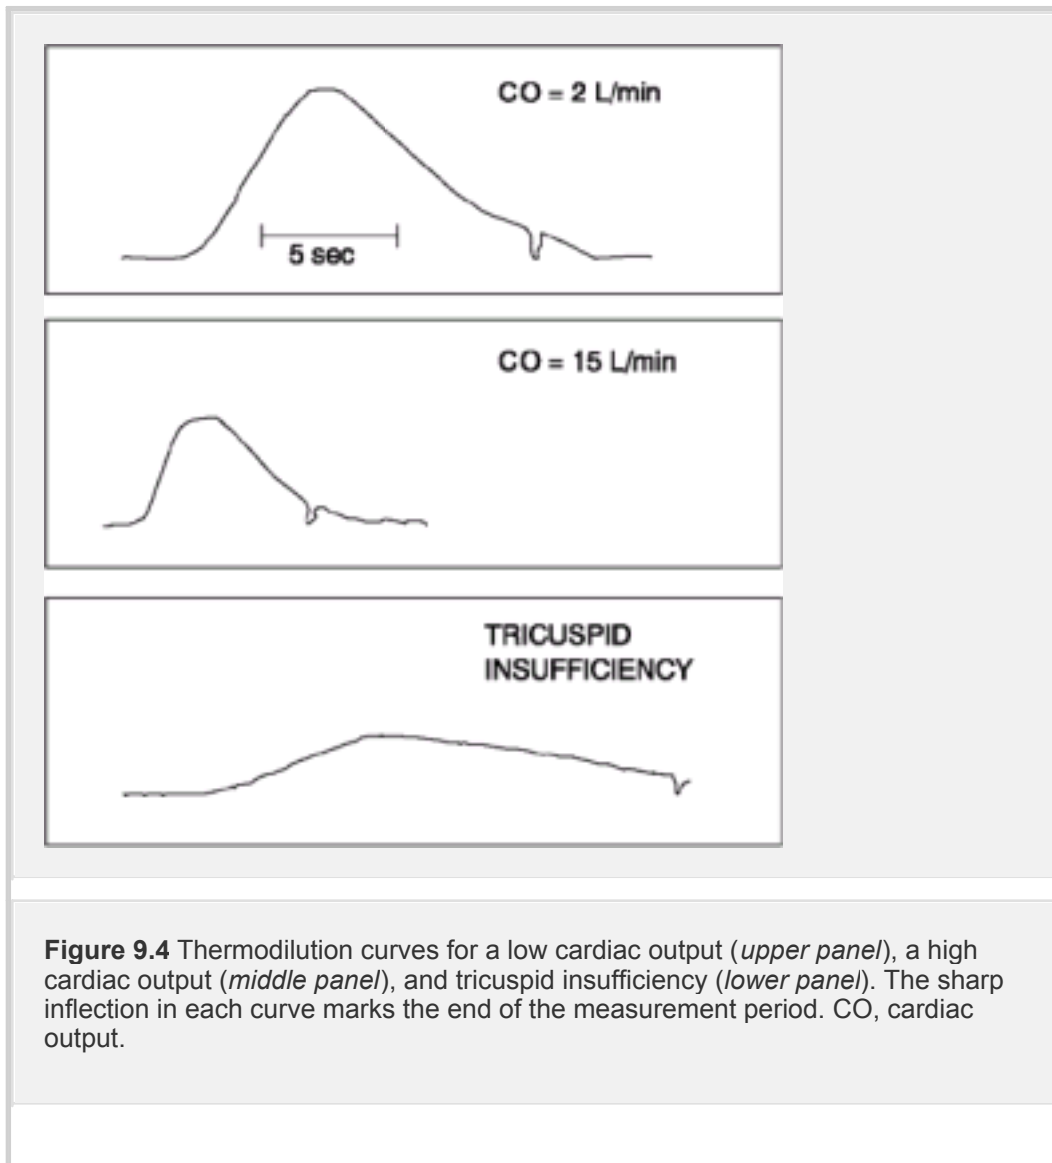 CO = 2 L/min
5 sec
CO = 15 L/min
TRICUSPID
INSUFFICIENCY
Figure 9.4 Thermodilution curves for a low cardiac output (upper panel), a high
cardiac output (middle panel), and tricuspid insufficiency (lower panel). The sharp
inflection in each curve marks the end of the measurement period. CO, cardiac
output.